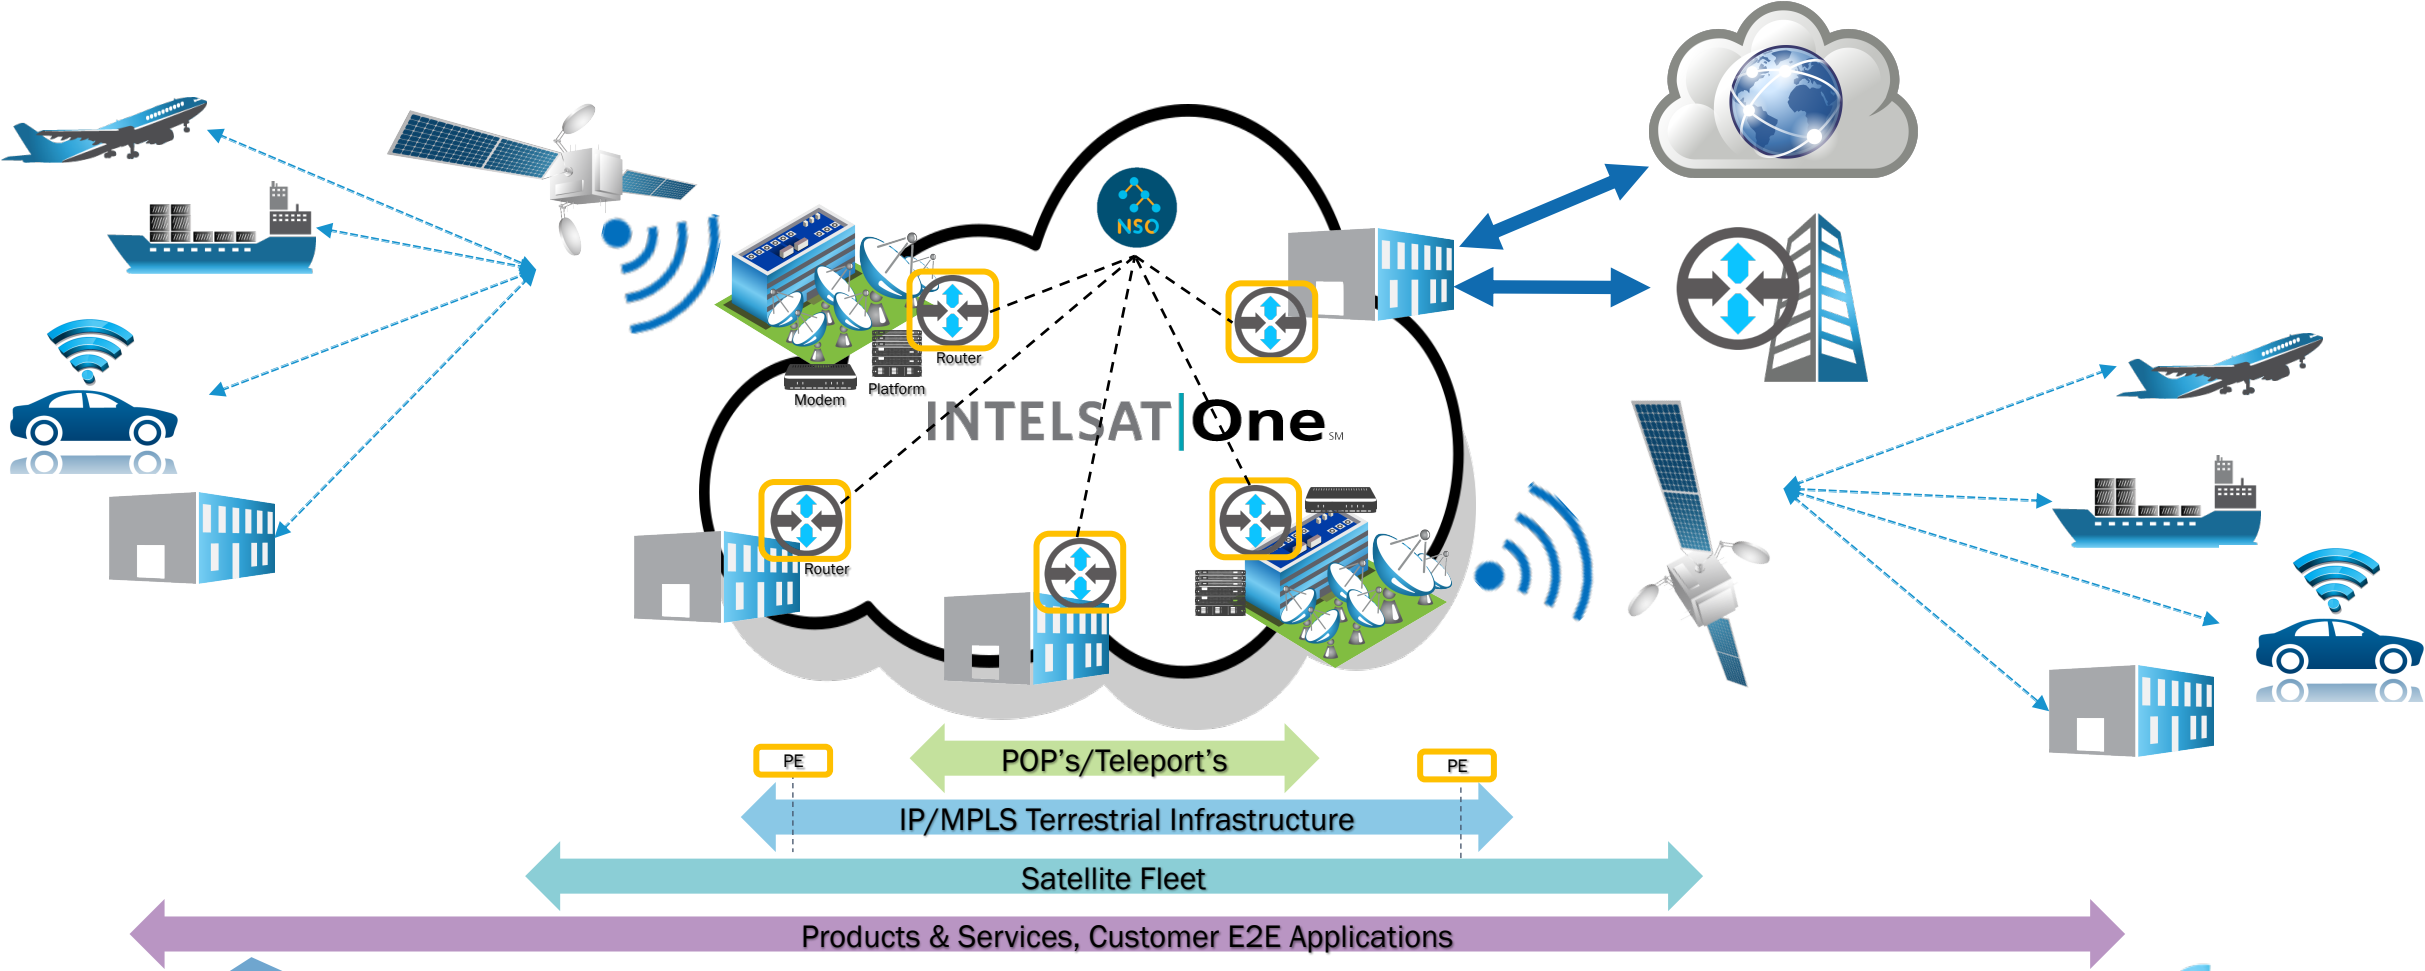 NSO
Router
Platform
Modem
INTELSAT|One SM
Router
POP's/Teleport's
PE
PE
IP/MPLS Terrestrial Infrastructure
Satellite Fleet
Products & Services, Customer E2E Applications